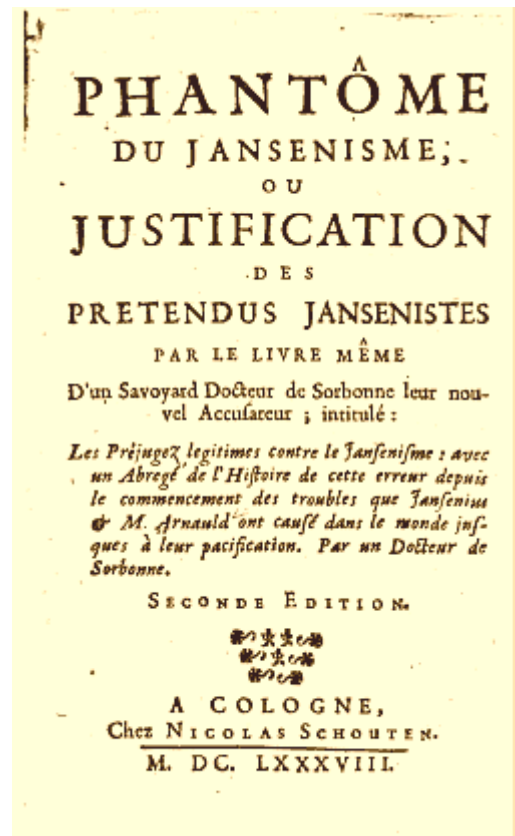 PHANTÔME
DU JANSENISME;
OU
JUSTIFICATION
DES
PRETENDUS JANSENISTES
PAR LE LIVRE MÊME
D'un Savoyard Docteur de Sorbonne leur nou-
vel Accusateur ; intitulé :
Les Préjugez legitimes contre le Janſeniſme : avec
un Abregé de l'Hiſtoire de cette erreur depuis
le commencement des troubles que Janſenius
& M. Arnauld ont cauſé dans le monde juſ-
ques à leur pacification. Par un Docteur de
Sorbonne.
SECONDE EDITION.
A COLOGNE,
Chez NICOLAS SCHOUTEN.
M. DC. LXXXVIII.